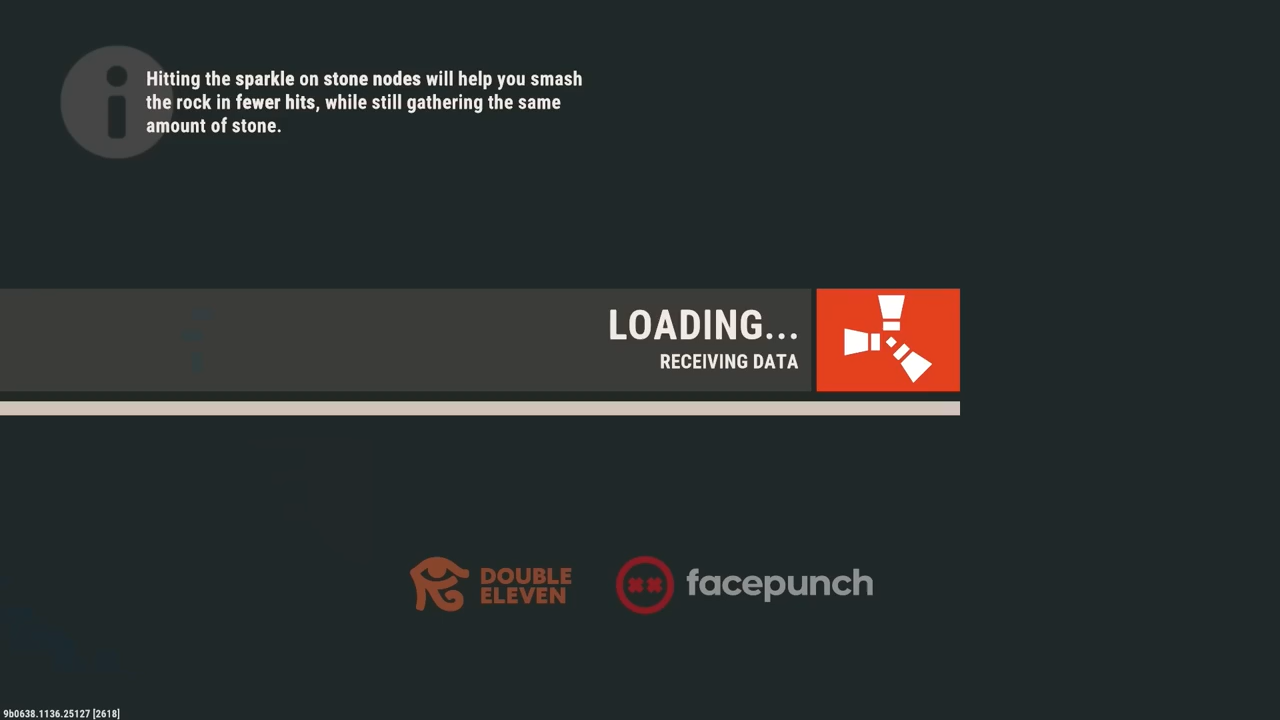 Hitting the sparkle on stone nodes will help you smash
the rock in fewer hits, while still gathering the same
amount of stone.
LOADING...
RECEIVING DATA
DOUBLE
ELEVEN
facepunch
9b0638.1136.25127 [2618]